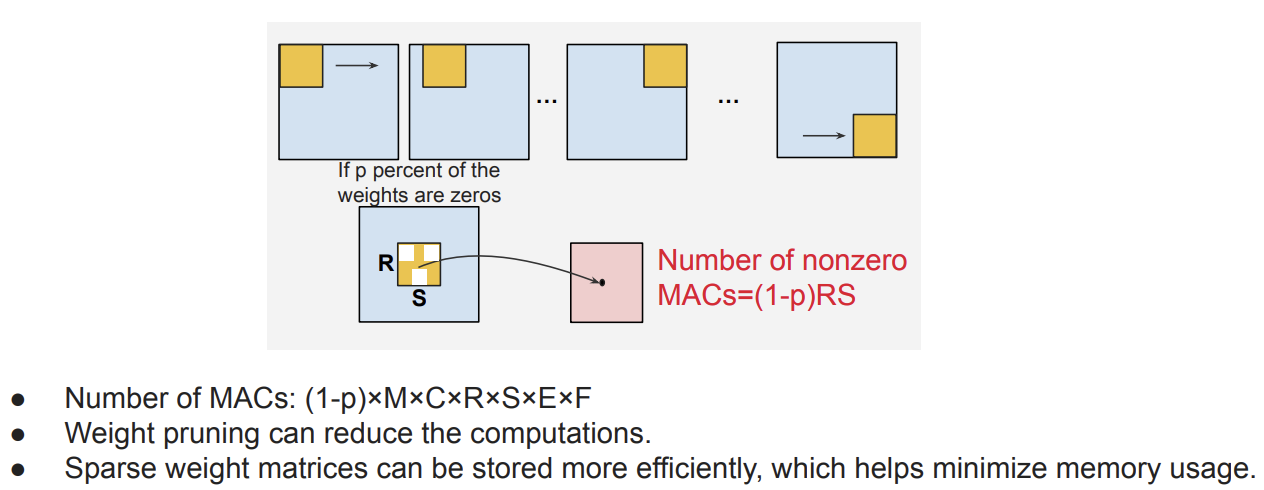 ...
...
If p percent of the
weights are zeros
R
S
Number of nonzero
MACs=(1-p)RS
● Number of MACs: (1-p)×M×C×R×S×E×F
● Weight pruning can reduce the computations.
● Sparse weight matrices can be stored more efficiently, which helps minimize memory usage.